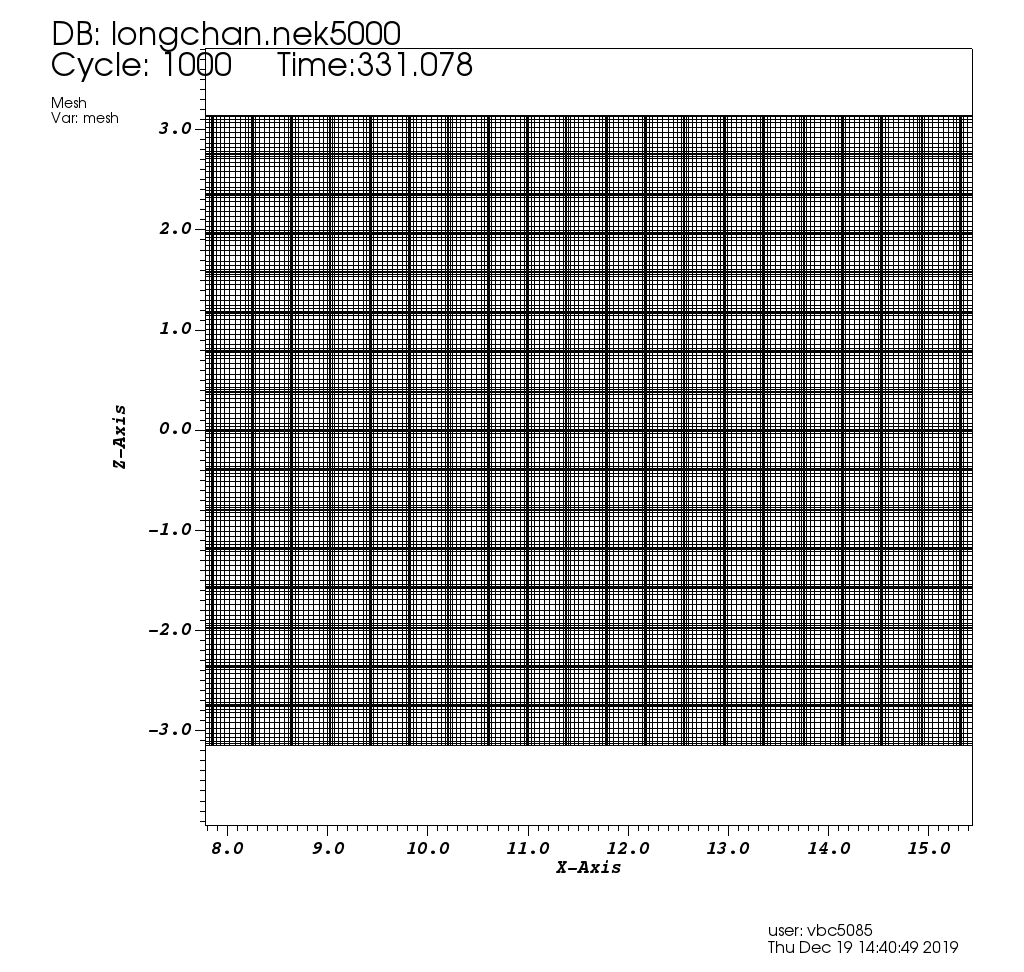 DB: longchan.nek5000
Cycle: 1000 Time:331.078
Mesh
Var: mesh
3.0
2.0
1.0
0.0
-1.0
-2.0
-3.0
Z-Axis
8.0 9.0 10.0 11.0 12.0 13.0 14.0 15.0
X-Axis
user: vbc5085
Thu Dec 19 14:40:49 2019